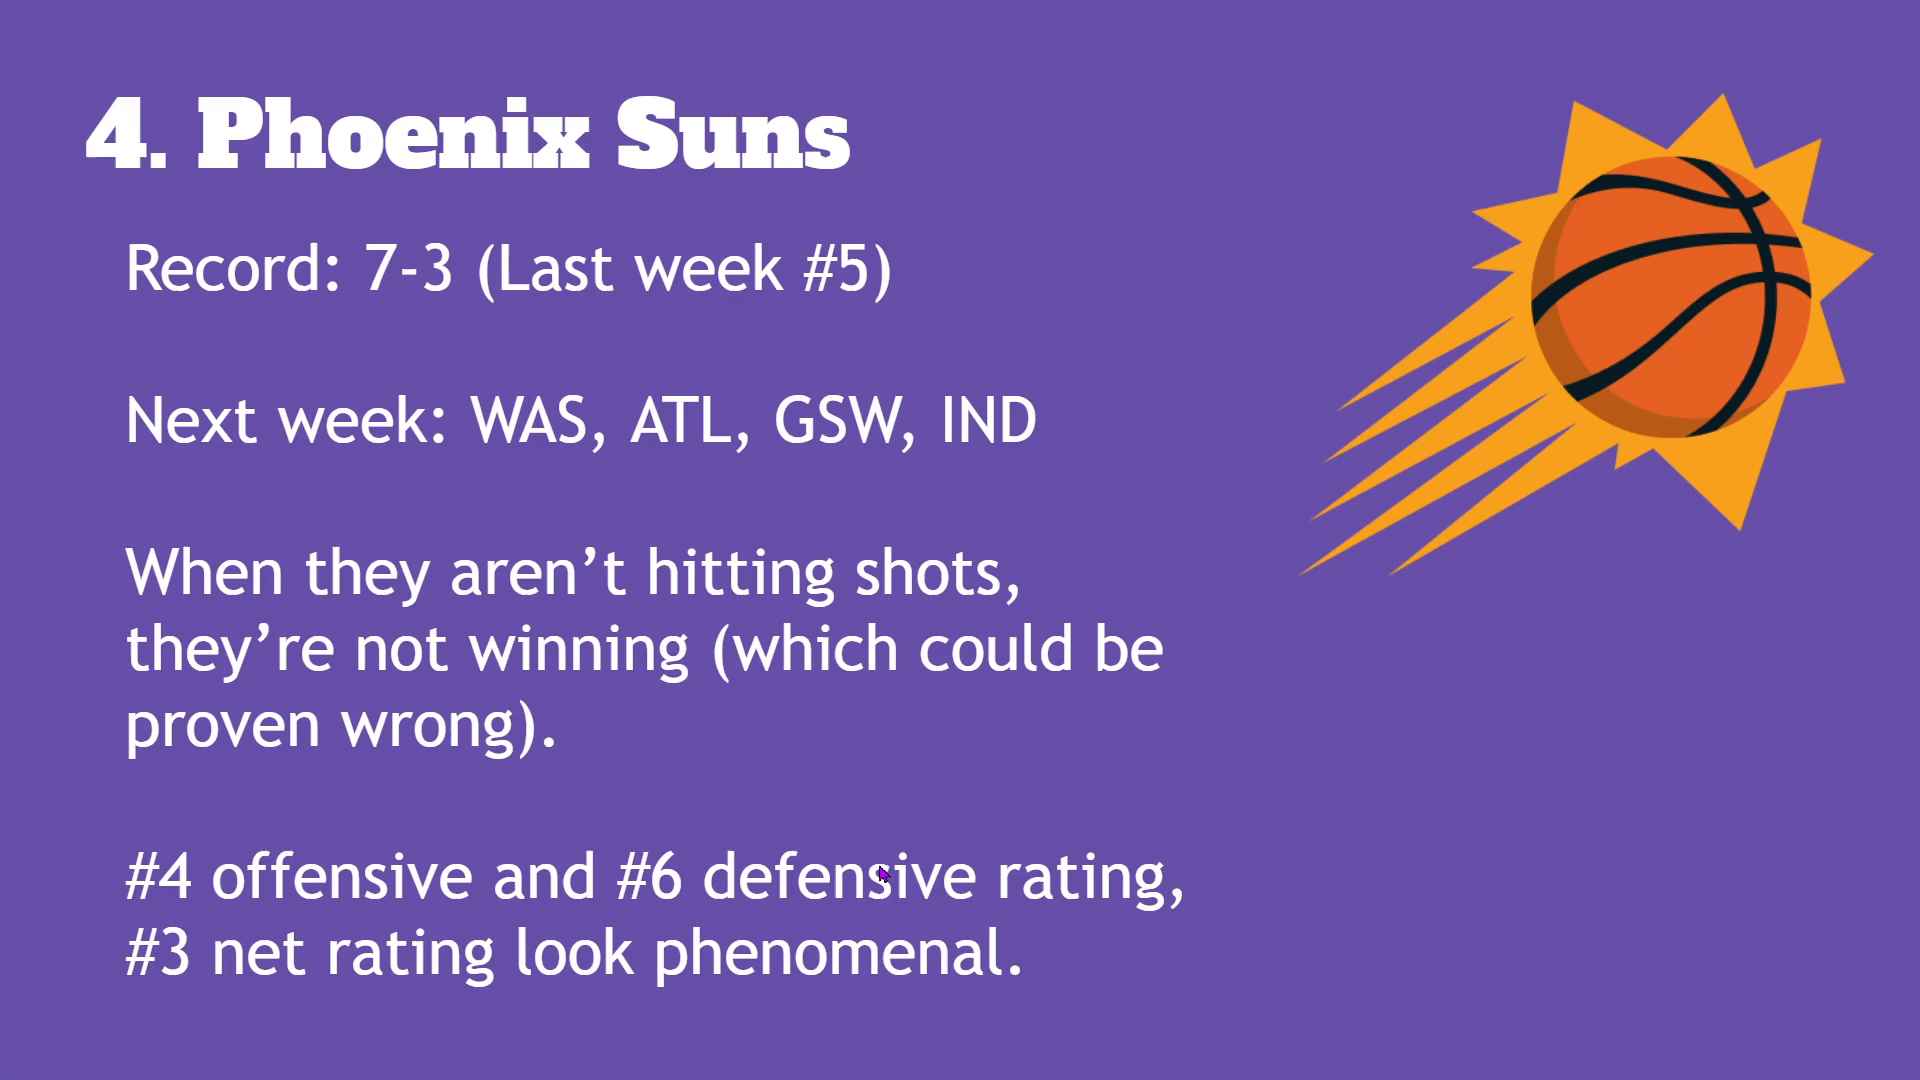 4. Phoenix Suns
Record: 7-3 (Last week #5)
Next week: WAS, ATL, GSW, IND
When they aren’t hitting shots,
they’re not winning (which could be
proven wrong).
#4 offensive and #6 defensive rating,
#3 net rating look phenomenal.